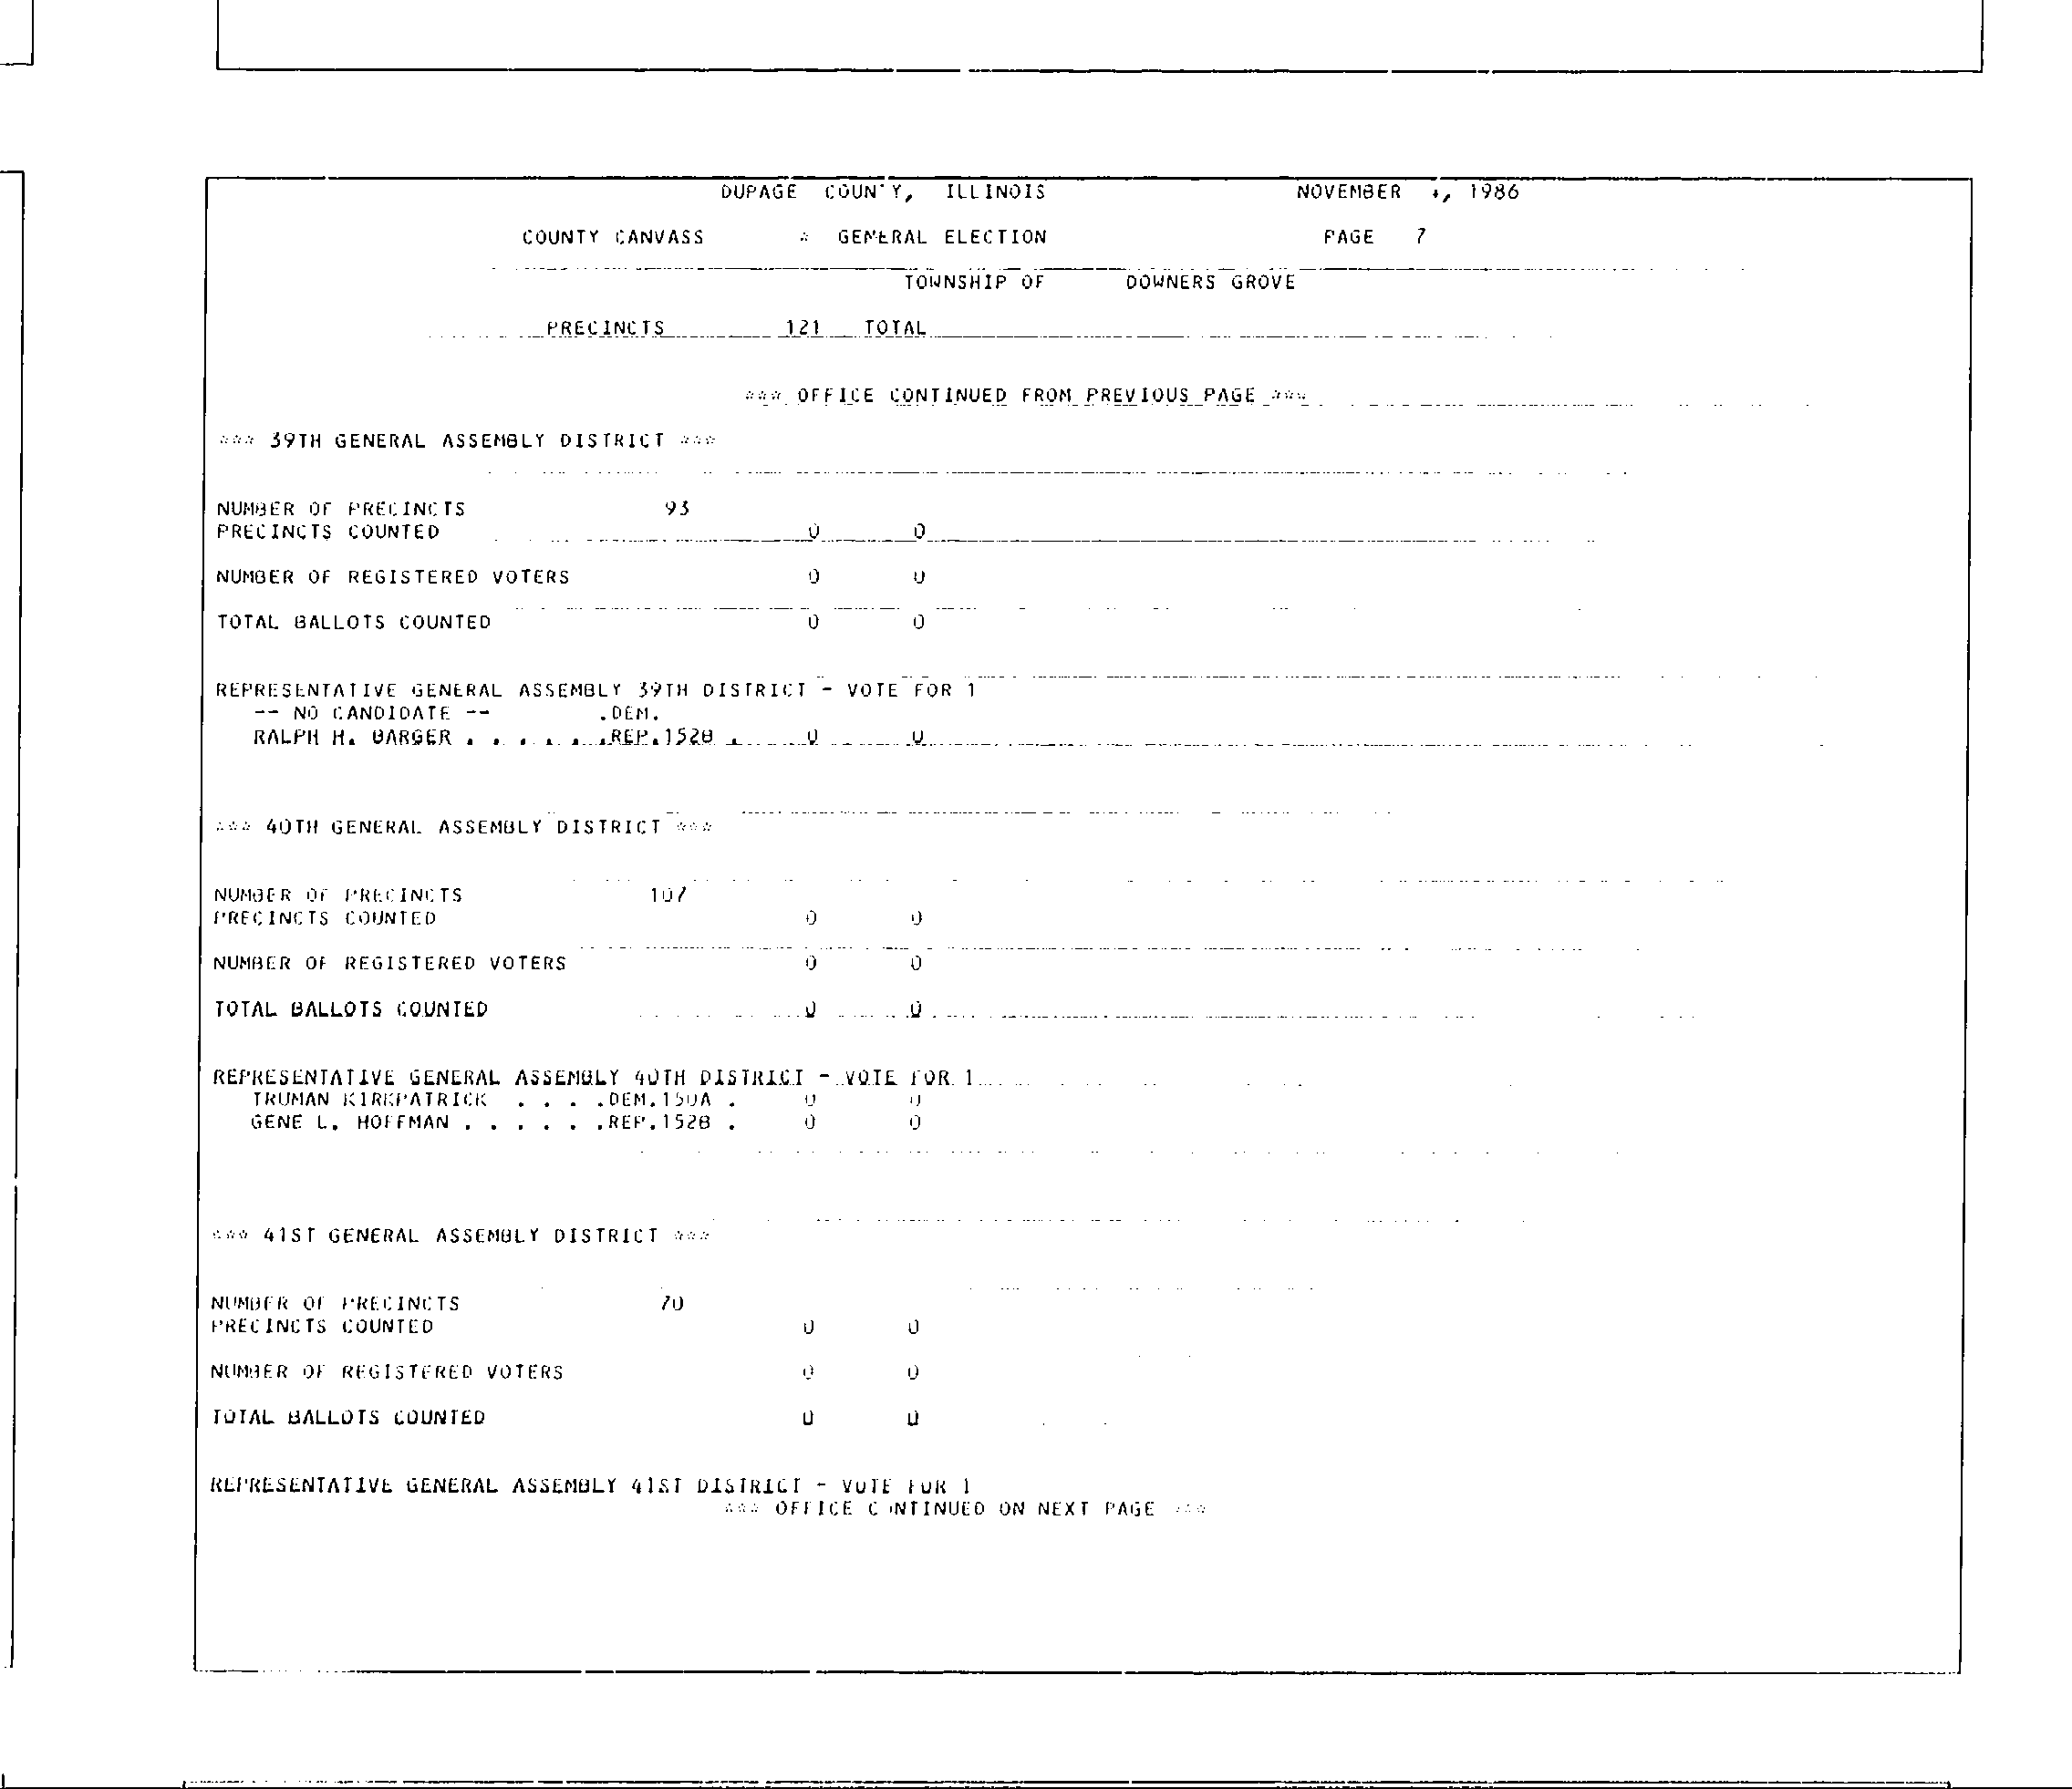 DUPAGE COUNTY, ILLINOIS NOVEMBER 4, 1986
COUNTY CANVASS * GENERAL ELECTION PAGE 7
TOWNSHIP OF DOWNERS GROVE
PRECINCTS 121 TOTAL
*** OFFICE CONTINUED FROM PREVIOUS PAGE ***
*** 39TH GENERAL ASSEMBLY DISTRICT ***
NUMBER OF PRECINCTS 93
PRECINCTS COUNTED 0 0
NUMBER OF REGISTERED VOTERS 0 0
TOTAL BALLOTS COUNTED 0 0
REPRESENTATIVE GENERAL ASSEMBLY 39TH DISTRICT - VOTE FOR 1
-- NO CANDIDATE -- .DEM.
RALPH H. BARGER . . . . . .REP.152B . 0 0
*** 40TH GENERAL ASSEMBLY DISTRICT ***
NUMBER OF PRECINCTS 107
PRECINCTS COUNTED 0 0
NUMBER OF REGISTERED VOTERS 0 0
TOTAL BALLOTS COUNTED 0 0
REPRESENTATIVE GENERAL ASSEMBLY 40TH DISTRICT - VOTE FOR 1
TRUMAN KIRKPATRICK . . . .DEM.150A . 0 0
GENE L. HOFFMAN . . . . . .REP.152B . 0 0
*** 41ST GENERAL ASSEMBLY DISTRICT ***
NUMBER OF PRECINCTS 70
PRECINCTS COUNTED 0 0
NUMBER OF REGISTERED VOTERS 0 0
TOTAL BALLOTS COUNTED 0 0
REPRESENTATIVE GENERAL ASSEMBLY 41ST DISTRICT - VOTE FOR 1
*** OFFICE CONTINUED ON NEXT PAGE ***